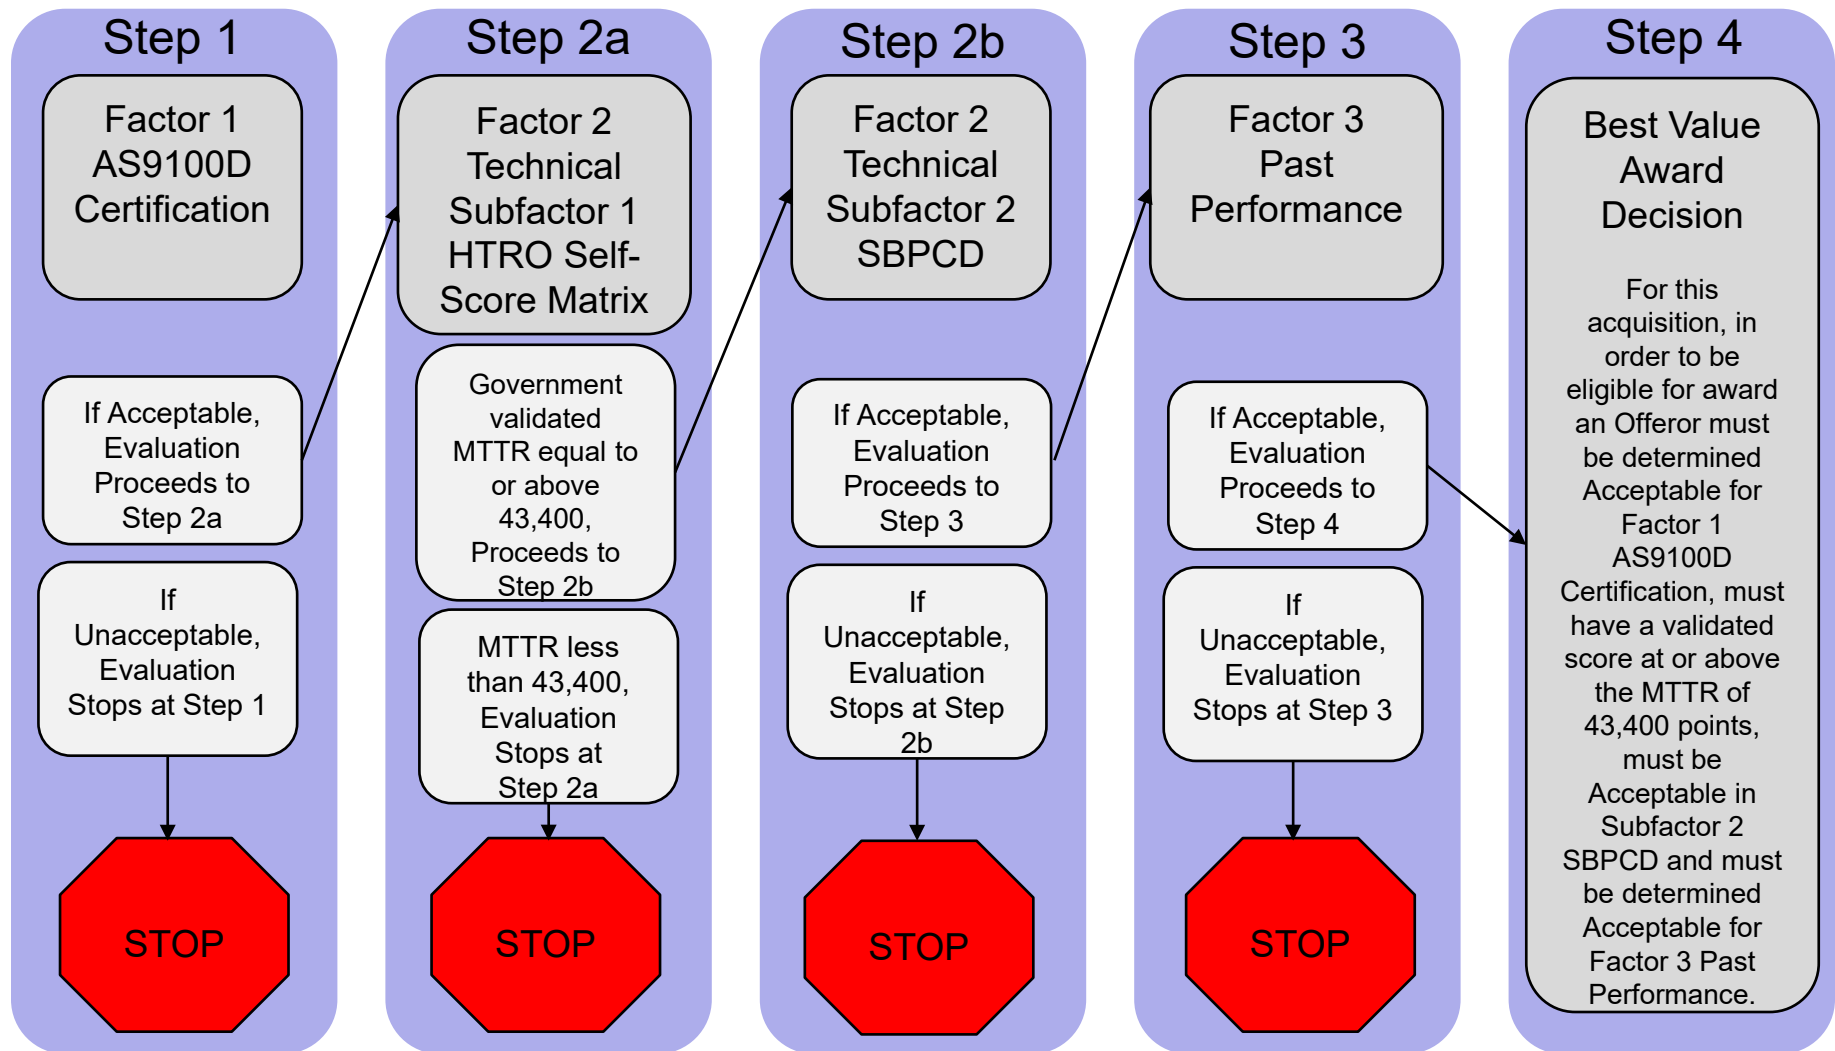 Step 1
Factor 1
AS9100D
Certification
If Acceptable,
Evaluation
Proceeds to
Step 2a
If
Unacceptable,
Evaluation
Stops at Step 1
STOP
Step 2a
Factor 2
Technical
Subfactor 1
HTRO Self-
Score Matrix
Government
validated
MTTR equal to
or above
43,400,
Proceeds to
Step 2b
MTTR less
than 43,400,
Evaluation
Stops at
Step 2a
STOP
Step 2b
Factor 2
Technical
Subfactor 2
SBPCD
If Acceptable,
Evaluation
Proceeds to
Step 3
If
Unacceptable,
Evaluation
Stops at Step
2b
STOP
Step 3
Factor 3
Past
Performance
If Acceptable,
Evaluation
Proceeds to
Step 4
If
Unacceptable,
Evaluation
Stops at Step 3
STOP
Step 4
Best Value
Award
Decision
For this
acquisition, in
order to be
eligible for award
an Offeror must
be determined
Acceptable for
Factor 1
AS9100D
Certification, must
have a validated
score at or above
the MTTR of
43,400 points,
must be
Acceptable in
Subfactor 2
SBPCD and must
be determined
Acceptable for
Factor 3 Past
Performance.